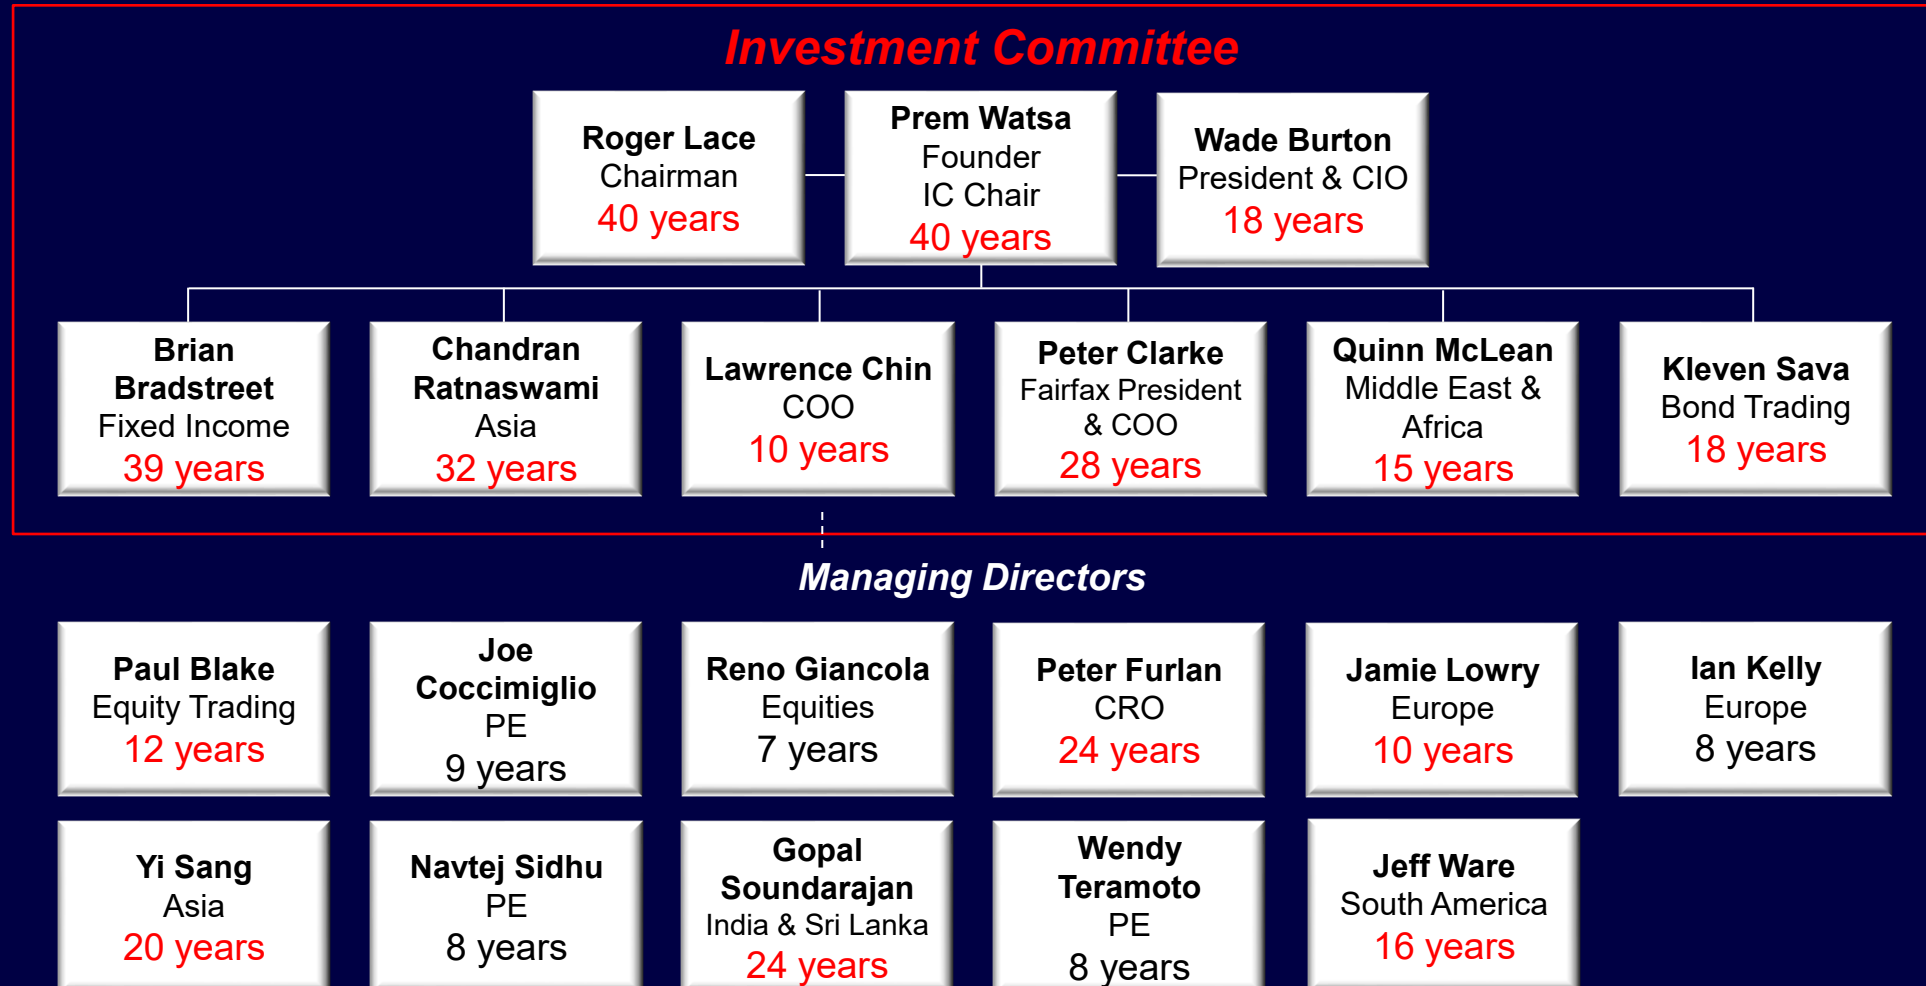 Investment Committee
Roger Lace
Chairman
40 years
Prem Watsa
Founder
IC Chair
40 years
Wade Burton
President & CIO
18 years
Brian
Bradstreet
Fixed Income
39 years
Chandran
Ratnaswami
Asia
32 years
Lawrence Chin
COO
10 years
Peter Clarke
Fairfax President
& COO
28 years
Quinn McLean
Middle East &
Africa
15 years
Kleven Sava
Bond Trading
18 years
Managing Directors
Paul Blake
Equity Trading
12 years
Joe
Coccimiglio
PE
9 years
Reno Giancola
Equities
7 years
Peter Furlan
CRO
24 years
Jamie Lowry
Europe
10 years
Ian Kelly
Europe
8 years
Yi Sang
Asia
20 years
Navtej Sidhu
PE
8 years
Gopal
Soundarajan
India & Sri Lanka
24 years
Wendy
Teramoto
PE
8 years
Jeff Ware
South America
16 years